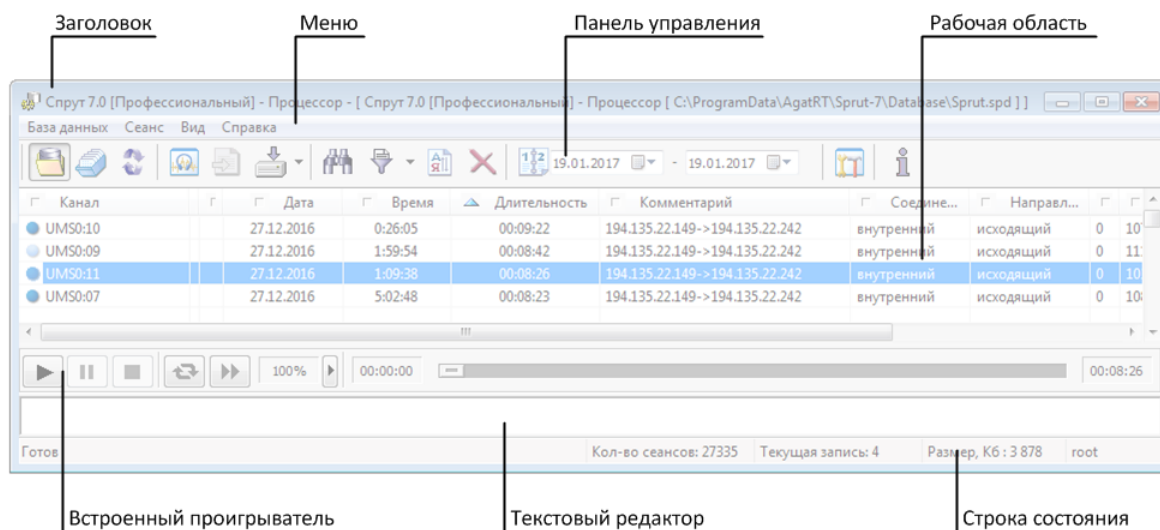 Заголовок Меню Панель управления Рабочая область
Спрут 7.0 [Профессиональный] - Процессор - [ Спрут 7.0 [Профессиональный] - Процессор [ C:\ProgramData\AgatRT\Sprut-7\Database\Sprut.spd ] ]
База данных Сеанс Вид Справка
19.01.2017 - 19.01.2017
Канал Дата Время Длительность Комментарий Соедине... Направл...
UMS0:10 27.12.2016 0:26:05 00:09:22 194.135.22.149->194.135.22.242 внутренний исходящий 0 10
UMS0:09 27.12.2016 1:59:54 00:08:42 194.135.22.149->194.135.22.242 внутренний исходящий 0 11
UMS0:11 27.12.2016 1:09:38 00:08:26 194.135.22.149->194.135.22.242 внутренний исходящий 0 10
UMS0:07 27.12.2016 5:02:48 00:08:23 194.135.22.149->194.135.22.242 внутренний исходящий 0 10
100% 00:00:00 00:08:26
Готов Кол-во сеансов: 27335 Текущая запись: 4 Размер, Кб : 3 878 root
Встроенный проигрыватель Текстовый редактор Строка состояния